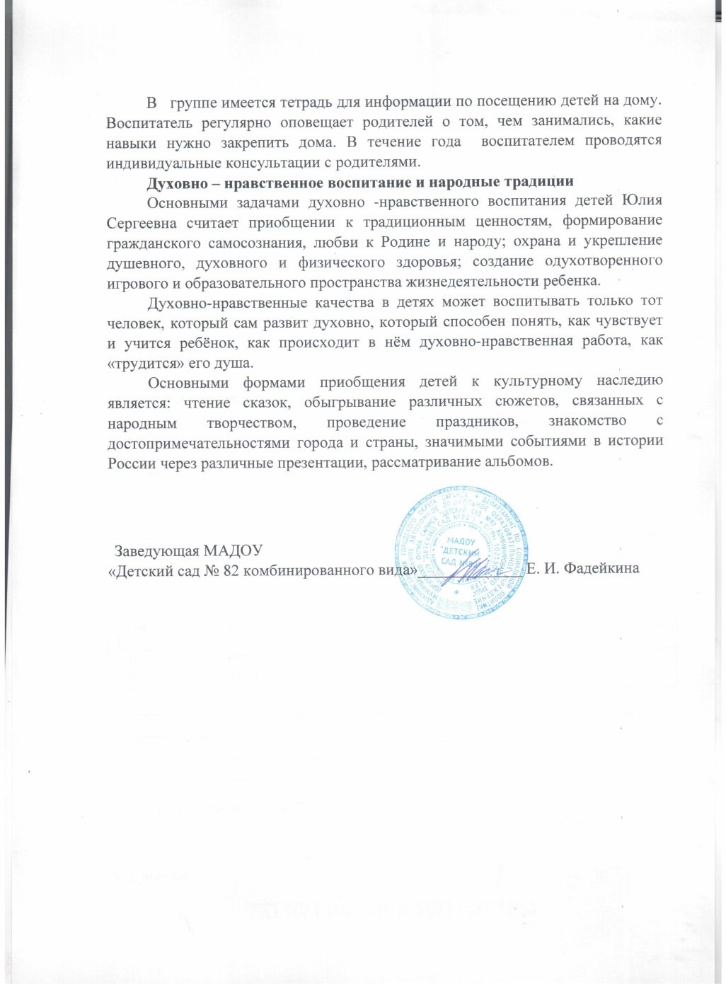 В группе имеется тетрадь для информации по посещению детей на дому.
Воспитатель регулярно оповещает родителей о том, чем занимались, какие
навыки нужно закрепить дома. В течение года воспитателем проводятся
индивидуальные консультации с родителями.
Духовно – нравственное воспитание и народные традиции
Основными задачами духовно -нравственного воспитания детей Юлия
Сергеевна считает приобщении к традиционным ценностям, формирование
гражданского самосознания, любви к Родине и народу; охрана и укрепление
душевного, духовного и физического здоровья; создание одухотворенного
игрового и образовательного пространства жизнедеятельности ребенка.
Духовно-нравственные качества в детях может воспитывать только тот
человек, который сам развит духовно, который способен понять, как чувствует
и учится ребёнок, как происходит в нём духовно-нравственная работа, как
«трудится» его душа.
Основными формами приобщения детей к культурному наследию
является: чтение сказок, обыгрывание различных сюжетов, связанных с
народным творчеством, проведение праздников, знакомство с
достопримечательностями города и страны, значимыми событиями в истории
России через различные презентации, рассматривание альбомов.
Заведующая МАДОУ
«Детский сад № 82 комбинированного вида»______________ Е. И. Фадейкина
МАДОУ
"ДЕТСКИЙ
САД